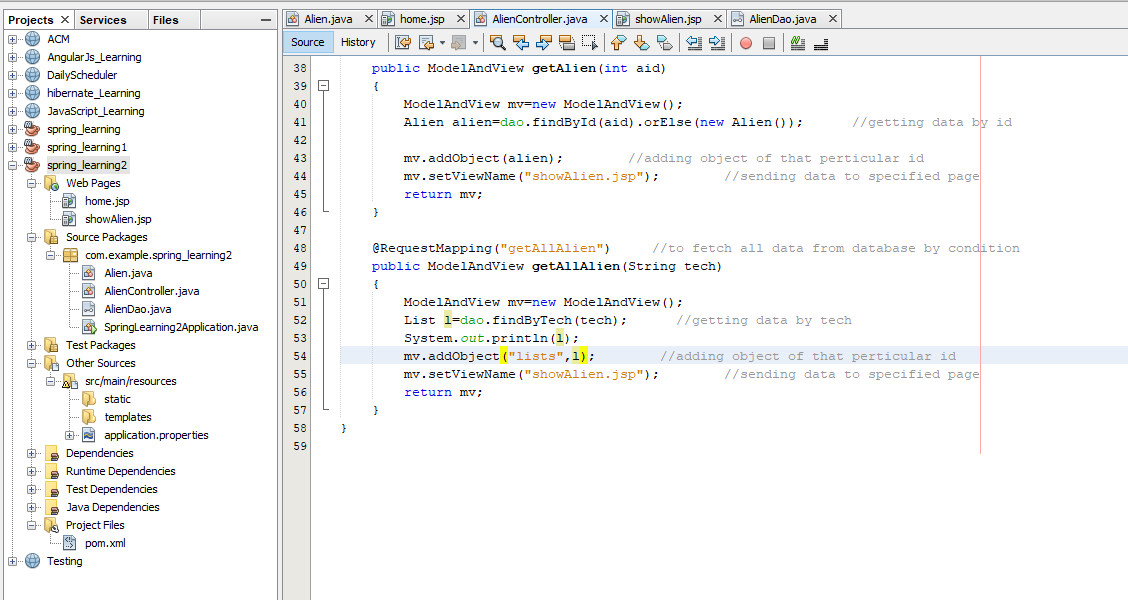 Projects Services Files
ACM
AngularJs_Learning
DailyScheduler
hibernate_Learning
JavaScript_Learning
spring_learning
spring_learning1
spring_learning2
Web Pages
home.jsp
showAlien.jsp
Source Packages
com.example.spring_learning2
Alien.java
AlienController.java
AlienDao.java
SpringLearning2Application.java
Test Packages
Other Sources
src/main/resources
static
templates
application.properties
Dependencies
Runtime Dependencies
Test Dependencies
Java Dependencies
Project Files
pom.xml
Testing
Alien.java home.jsp AlienController.java showAlien.jsp AlienDao.java
Source History
38 public ModelAndView getAlien(int aid)
39 {
40 ModelAndView mv=new ModelAndView();
41 Alien alien=dao.findById(aid).orElse(new Alien()); //getting data by id
42
43 mv.addObject(alien); //adding object of that perticular id
44 mv.setViewName("showAlien.jsp"); //sending data to specified page
45 return mv;
46 }
47
48 @RequestMapping("getAllAlien") //to fetch all data from database by condition
49 public ModelAndView getAllAlien(String tech)
50 {
51 ModelAndView mv=new ModelAndView();
52 List l=dao.findByTech(tech); //getting data by tech
53 System.out.println(l);
54 mv.addObject("lists",l); //adding object of that perticular id
55 mv.setViewName("showAlien.jsp"); //sending data to specified page
56 return mv;
57 }
58 }
59